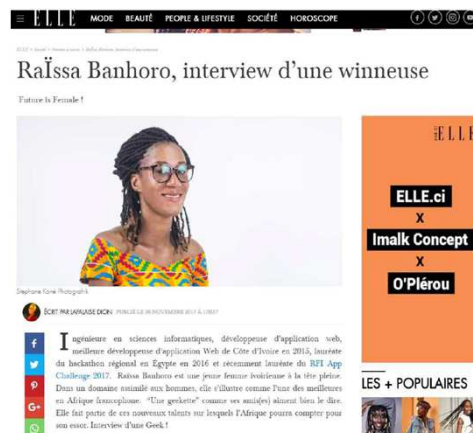 ELLE MODE BEAUTÉ PEOPLE & LIFESTYLE SOCIÉTÉ HOROSCOPE
RaÏssa Banhoro, interview d'une winneuse
Future is Female !
ELLE
ELLE.ci
X
Imalk Concept
X
O'Plérou
Stephane Koné Photographik
ÉCRIT PAR LAFALAISE DION
Ingénieure en sciences informatiques, développeuse d'application web,
meilleure développeuse d'application Web de Côte d'Ivoire en 2015, lauréate
du hackathon régional en Égypte en 2016 et récemment lauréate du RFI App
Challenge 2017. Raïssa Banhoro est une jeune femme ivoirienne à la tête pleine.
Dans un domaine assimilé aux hommes, elle s'illustre comme l'une des meilleures
en Afrique francophone. "Une geekette" comme ses amis(es) aiment bien le dire.
Elle fait partie de ces nouveaux talents sur lesquels l'Afrique pourra compter pour
son essor. Interview d'une Geek !
LES + POPULAIRES